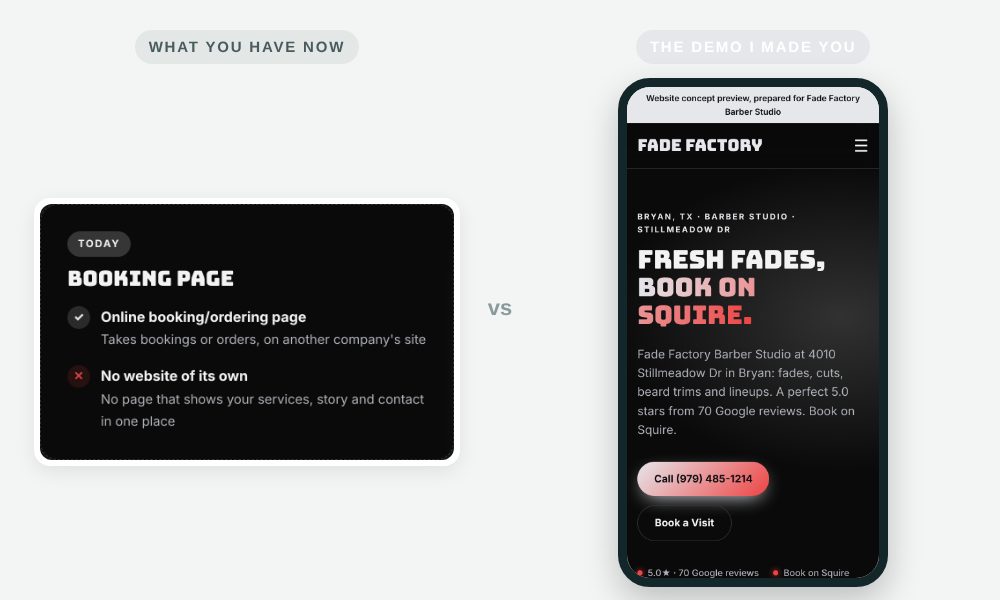 WHAT YOU HAVE NOW
TODAY
BOOKING PAGE
Online booking/ordering page
Takes bookings or orders, on another company's site
No website of its own
No page that shows your services, story and contact
in one place
vs
THE DEMO I MADE YOU
Website concept preview, prepared for Fade Factory
Barber Studio
FADE FACTORY
BRYAN, TX · BARBER STUDIO ·
STILLMEADOW DR
FRESH FADES,
BOOK ON
SQUIRE.
Fade Factory Barber Studio at 4010
Stillmeadow Dr in Bryan: fades, cuts,
beard trims and lineups. A perfect 5.0
stars from 70 Google reviews. Book on
Squire.
Call (979) 485-1214
Book a Visit
5.0★ · 70 Google reviews Book on Squire